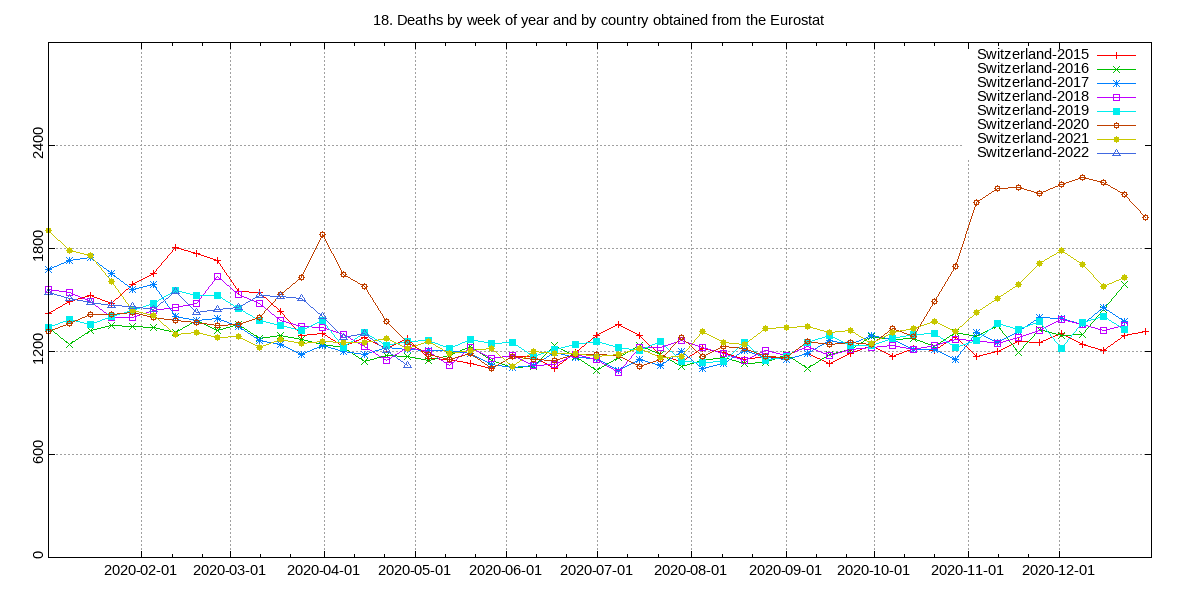 18. Deaths by week of year and by country obtained from the Eurostat
Switzerland-2015
Switzerland-2016
Switzerland-2017
Switzerland-2018
Switzerland-2019
Switzerland-2020
Switzerland-2021
Switzerland-2022
2400
1800
1200
600
0
2020-02-01 2020-03-01 2020-04-01 2020-05-01 2020-06-01 2020-07-01 2020-08-01 2020-09-01 2020-10-01 2020-11-01 2020-12-01